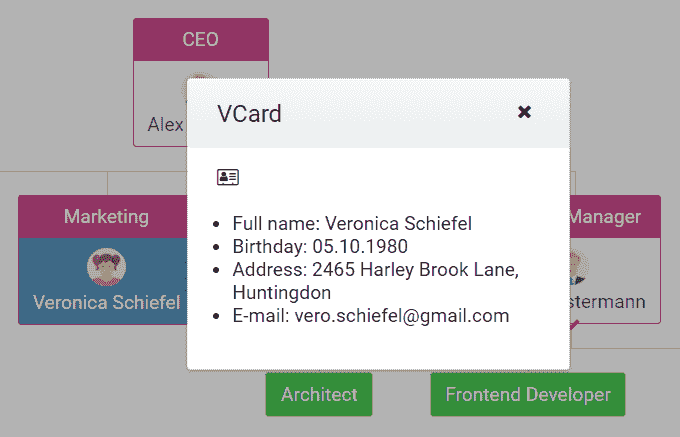 CEO
Alex
VCard
Marketing
Manager
Full name: Veronica Schiefel
Birthday: 05.10.1980
Address: 2465 Harley Brook Lane,
Huntingdon
E-mail: vero.schiefel@gmail.com
Veronica Schiefel
Architect
Frontend Developer